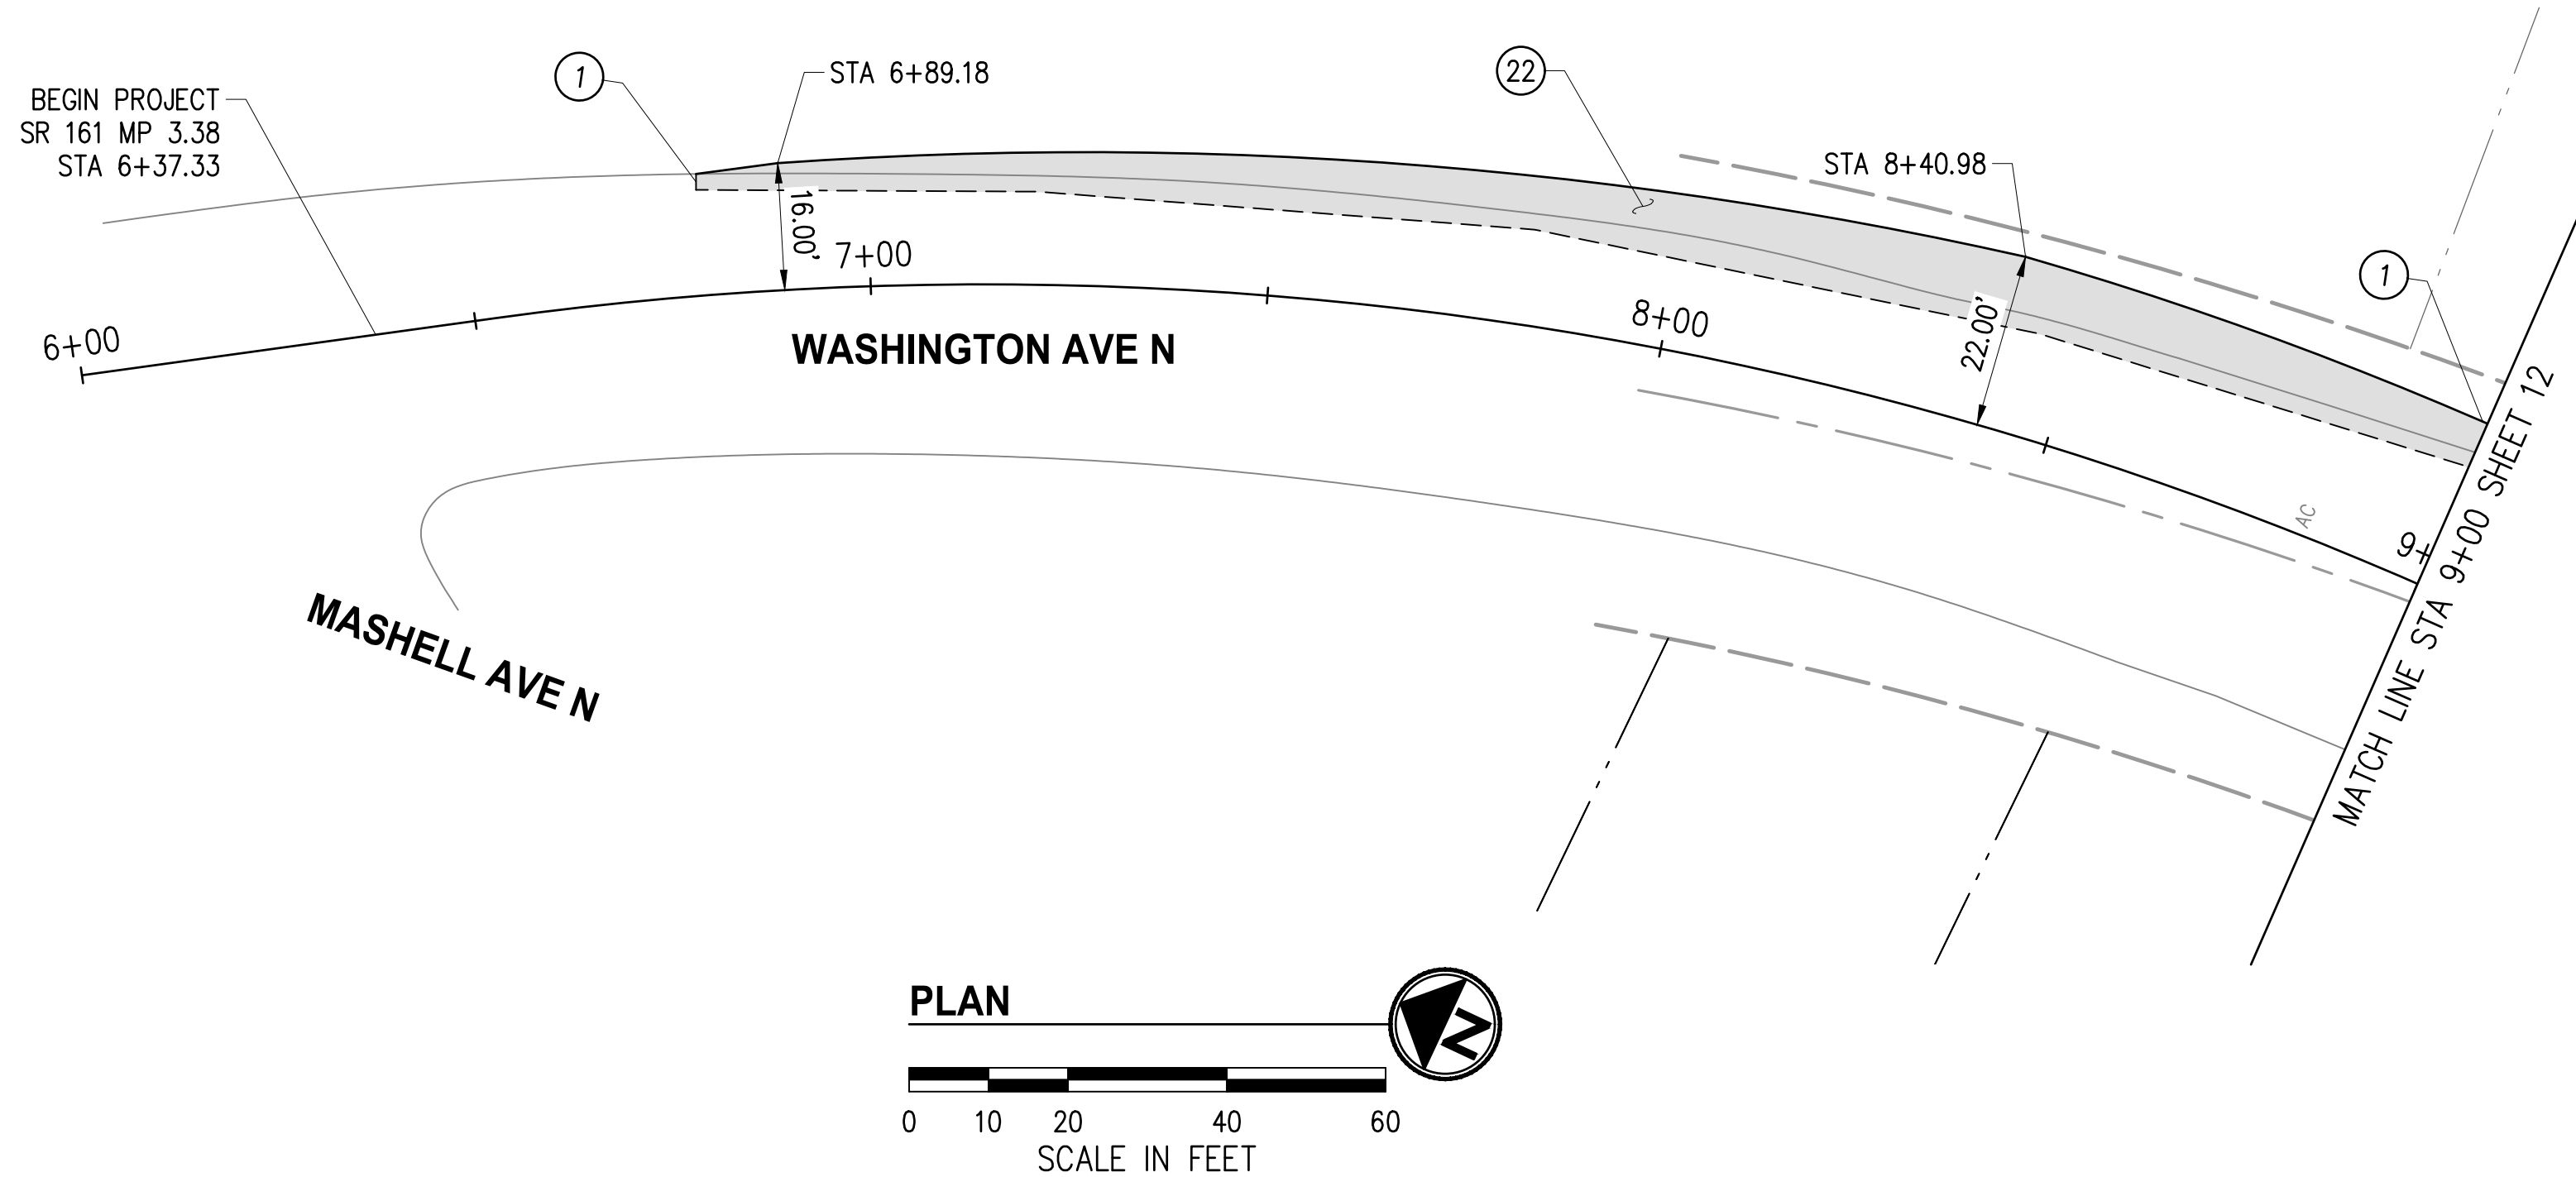 BEGIN PROJECT
SR 161 MP 3.38
STA 6+37.33
1
STA 6+89.18
22
STA 8+40.98
1
16.00'
7+00
6+00
8+00
22.00'
WASHINGTON AVE N
AC
9+
MATCH LINE STA 9+00 SHEET 12
MASHELL AVE N
PLAN
N
0 10 20 40 60
SCALE IN FEET